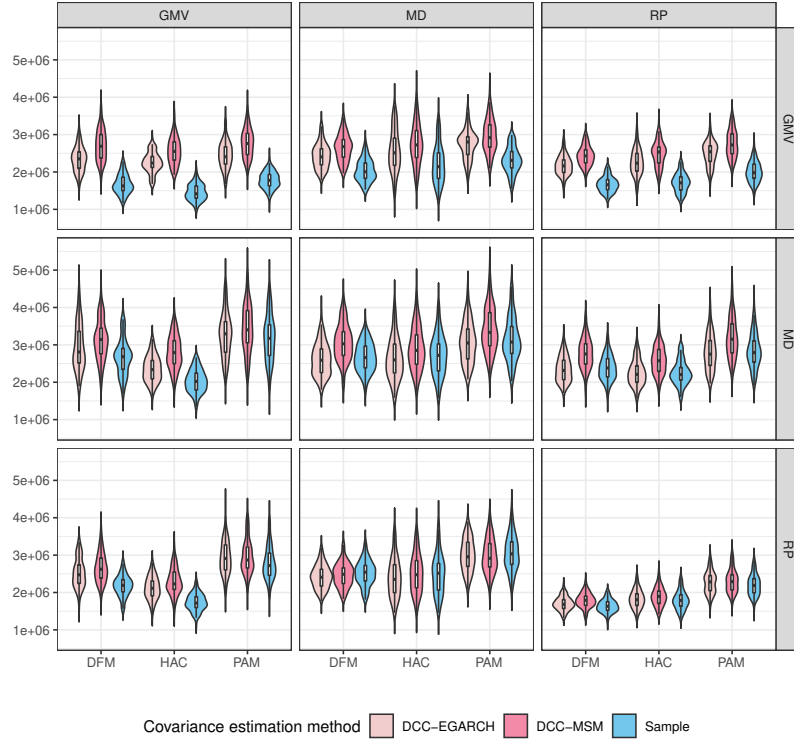 GMV MD RP
5e+06
4e+06
3e+06
2e+06
1e+06
GMV
5e+06
4e+06
3e+06
2e+06
1e+06
MD
5e+06
4e+06
3e+06
2e+06
1e+06
RP
DFM HAC PAM DFM HAC PAM DFM HAC PAM
Covariance estimation method DCC−EGARCH DCC−MSM Sample